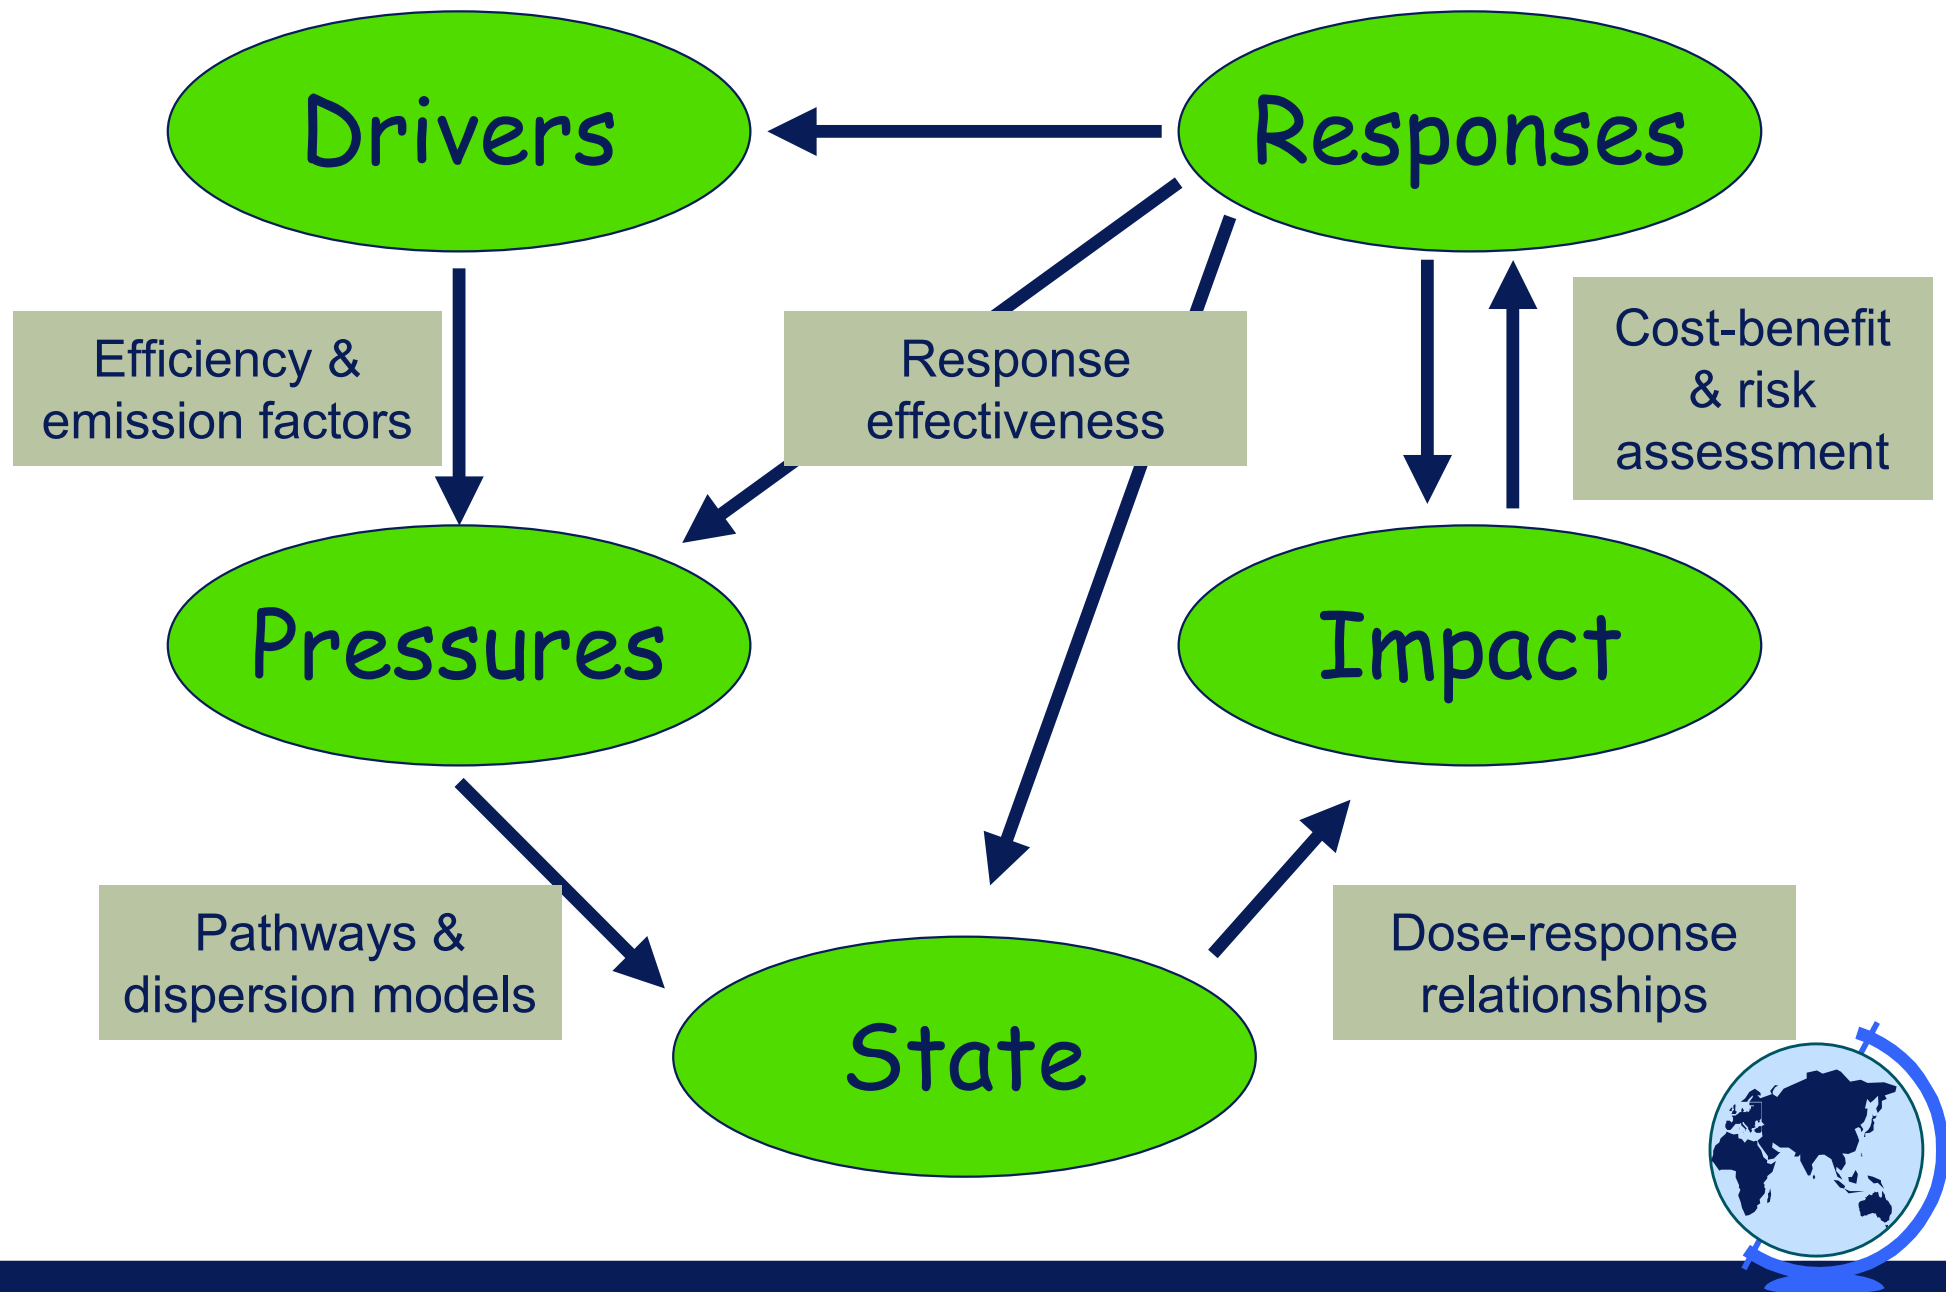 Drivers
Responses
Efficiency &
emission factors
Response
effectiveness
Cost-benefit
& risk
assessment
Pressures
Impact
Pathways &
dispersion models
Dose-response
relationships
State